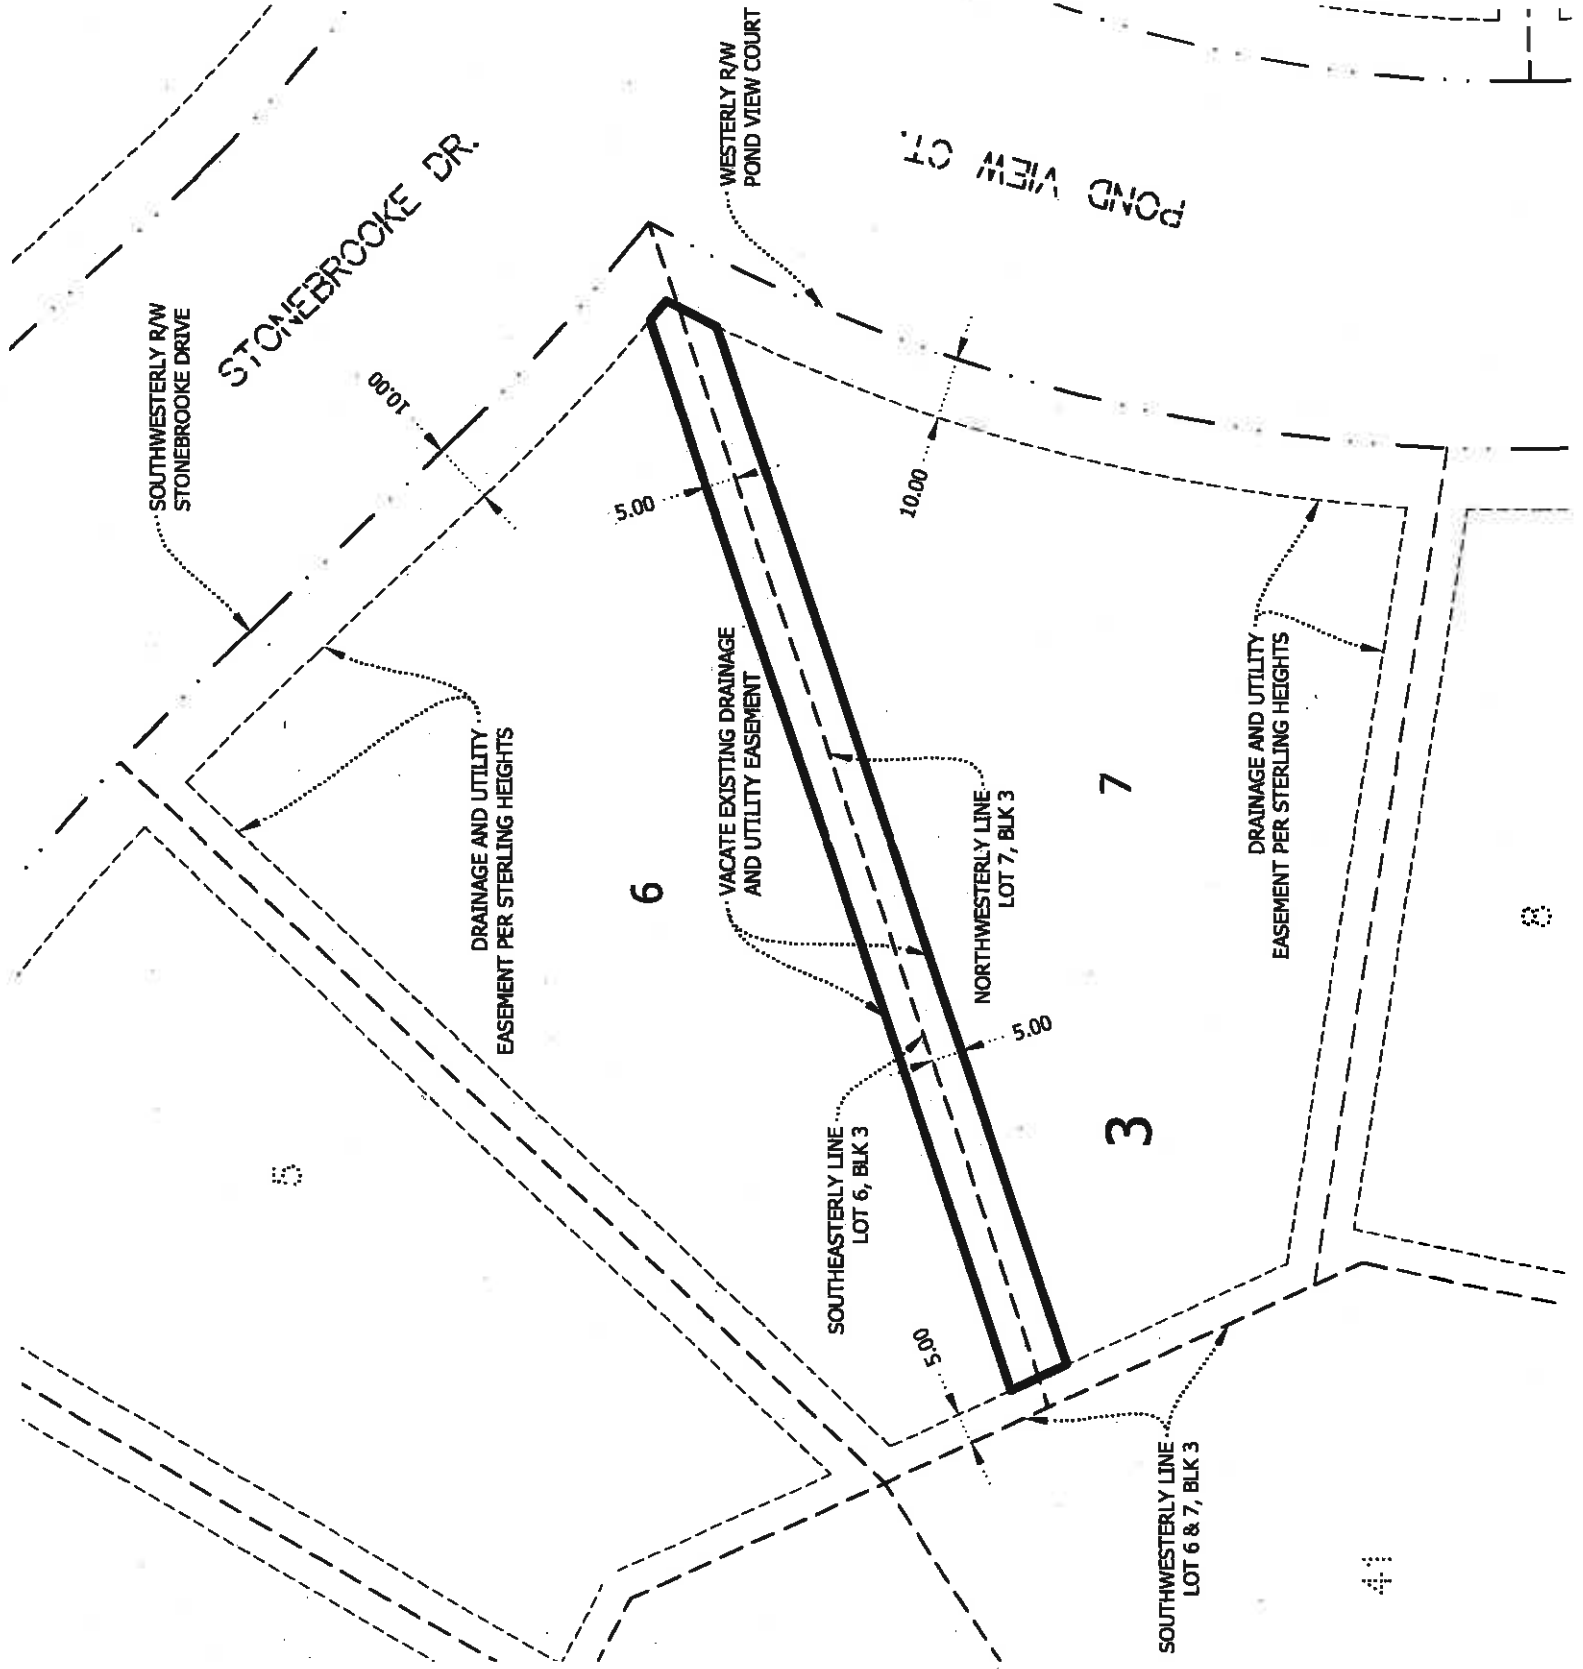 SOUTHWESTERLY R/W
STONEBROOKE DRIVE
STONEBROOKE DR.
WESTERLY R/W
POND VIEW COURT
POND VIEW CT.
10.00
5.00
10.00
DRAINAGE AND UTILITY
EASEMENT PER STERLING HEIGHTS
6
VACATE EXISTING DRAINAGE
AND UTILITY EASEMENT
NORTHWESTERLY LINE
LOT 7, BLK 3
7
DRAINAGE AND UTILITY
EASEMENT PER STERLING HEIGHTS
8
5
SOUTHEASTERLY LINE
LOT 6, BLK 3
5.00
3
5.00
SOUTHWESTERLY LINE
LOT 6 & 7, BLK 3
41